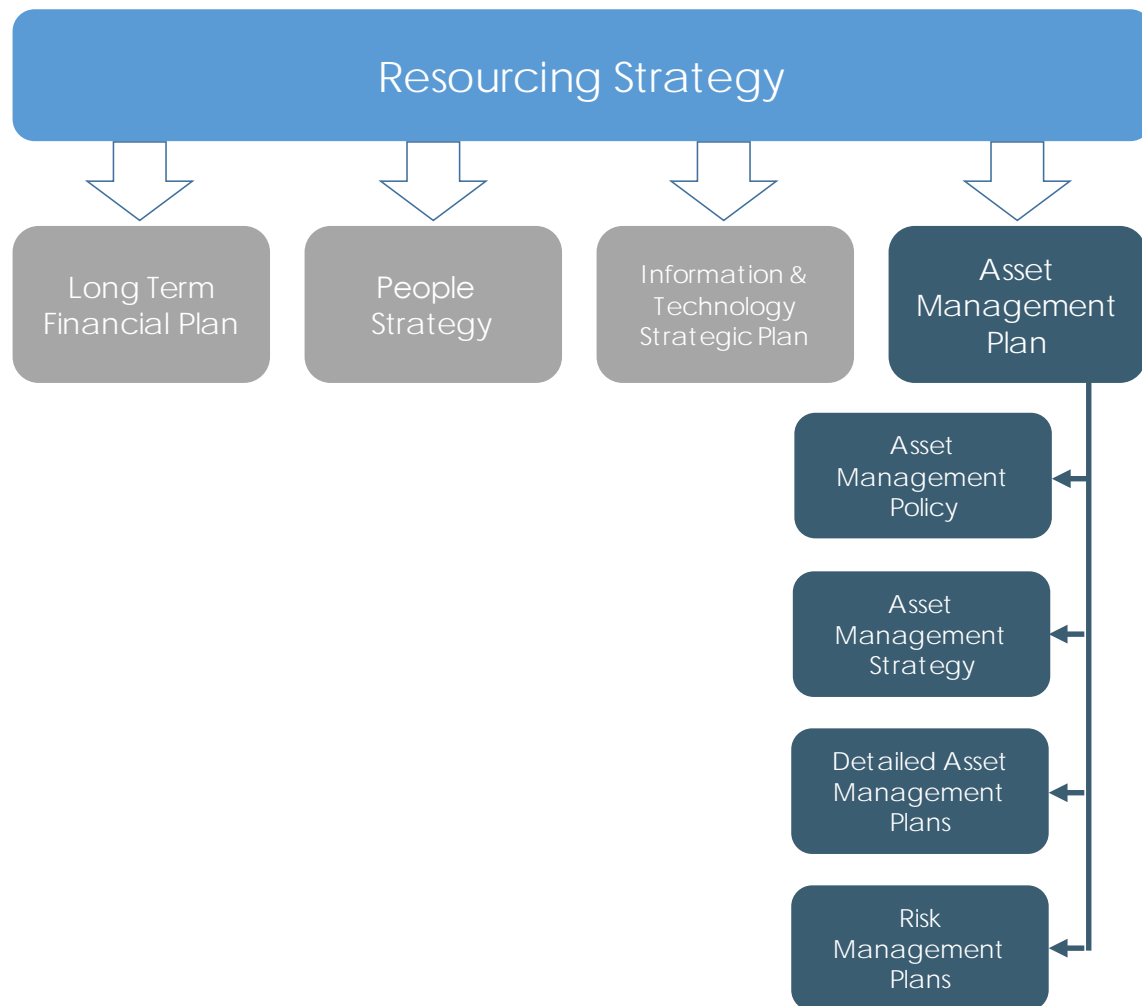 Resourcing Strategy
Long Term
Financial Plan
People
Strategy
Information &
Technology
Strategic Plan
Asset
Management
Plan
Asset
Management
Policy
Asset
Management
Strategy
Detailed Asset
Management
Plans
Risk
Management
Plans